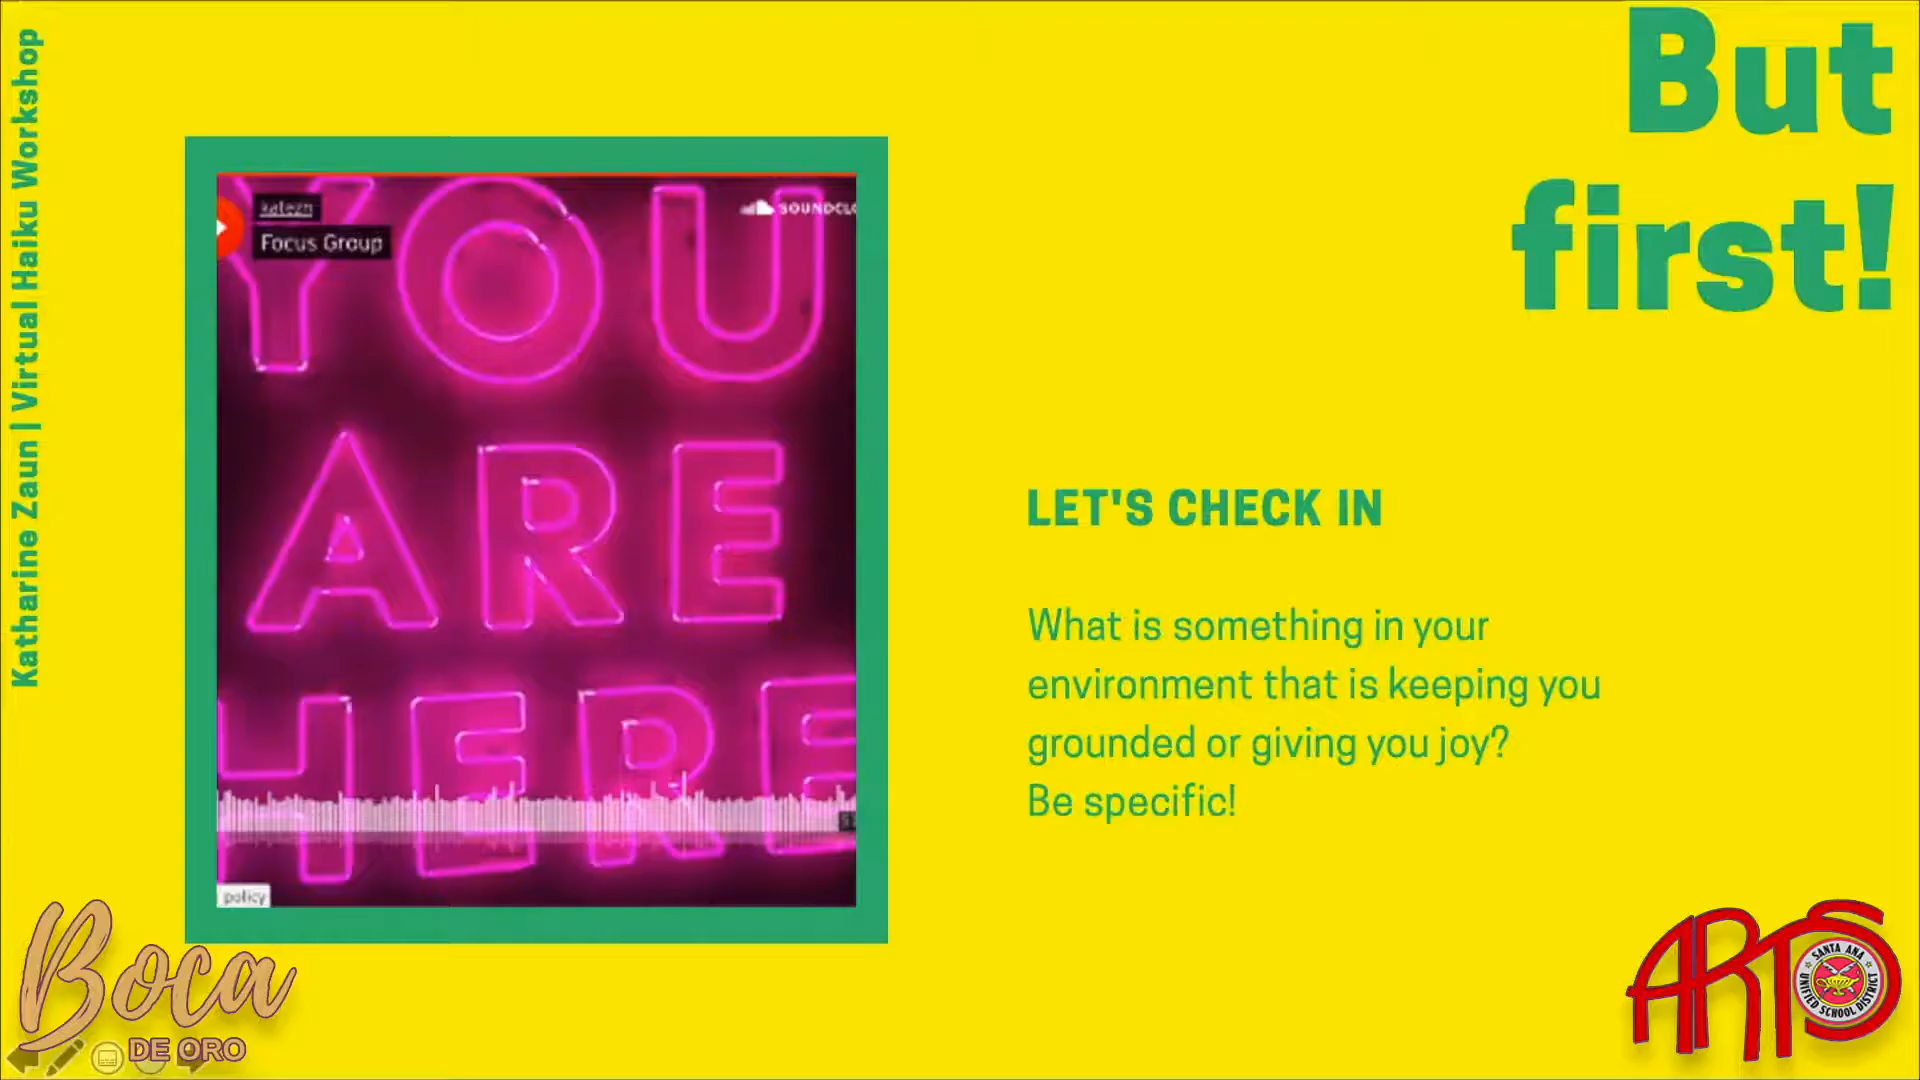 But
first!
Katharine Zaun | Virtual Haiku Workshop
katezn
Focus Group
SOUNDCLO
YOU
ARE
HERE
policy
LET'S CHECK IN
What is something in your
environment that is keeping you
grounded or giving you joy?
Be specific!
Boca
DE ORO
ARTS
SANTA ANA
UNIFIED SCHOOL DISTRICT